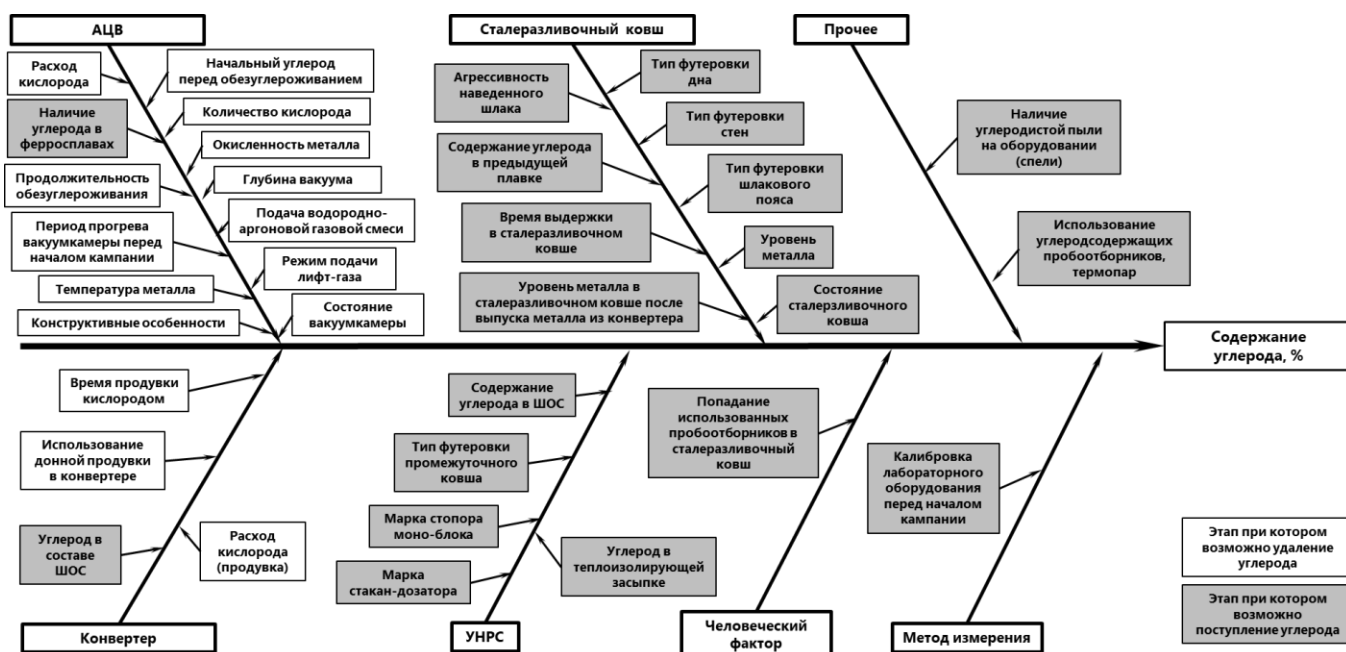 АЦВ
Сталеразливочный ковш
Прочее
Расход
кислорода
Начальный углерод
перед обезуглероживанием
Наличие
углерода в
ферросплавах
Количество кислорода
Окисленность металла
Продолжительность
обезуглероживания
Глубина вакуума
Подача водородно-
аргоновой газовой смеси
Период прогрева
вакуумкамеры перед
началом кампании
Режим подачи
лифт-газа
Температура металла
Состояние
вакуумкамеры
Конструктивные особенности
Агрессивность
наведенного
шлака
Тип футеровки
дна
Тип футеровки
стен
Содержание углерода
в предыдущей
плавке
Тип футеровки
шлакового
пояса
Время выдержки
в сталеразливочном
ковше
Уровень
металла
Уровень металла в
сталеразливочном ковше после
выпуска металла из конвертера
Состояние
сталерзливочного
ковша
Наличие
углеродистой пыли
на оборудовании
(спели)
Использование
углеродсодержащих
пробоотборников,
термопар
Содержание
углерода, %
Время продувки
кислородом
Использование
донной продувки
в конвертере
Углерод в
составе
ШОС
Расход
кислорода
(продувка)
Содержание
углерода в ШОС
Тип футеровки
промежуточного
ковша
Марка стопора
моно-блока
Марка
стакан-дозатора
Углерод в
теплоизолирующей
засыпке
Попадание
использованных
пробоотборников в
сталеразливочный
ковш
Калибровка
лабораторного
оборудования
перед началом
кампании
Этап при котором
возможно удаление
углерода
Этап при котором
возможно
поступление углерода
Конвертер
УНРС
Человеческий
фактор
Метод измерения